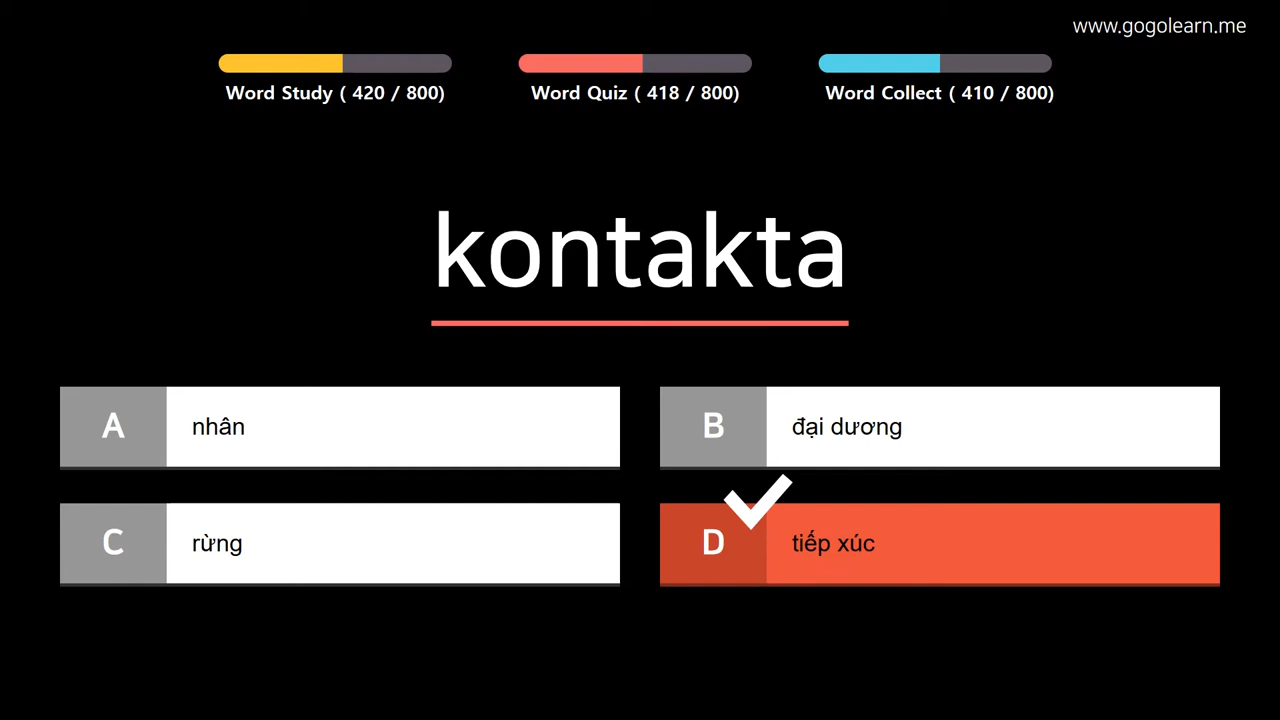 www.gogolearn.me
Word Study ( 420 / 800)
Word Quiz ( 418 / 800)
Word Collect ( 410 / 800)
kontakta
A nhân
B đại dương
C rừng
D tiếp xúc